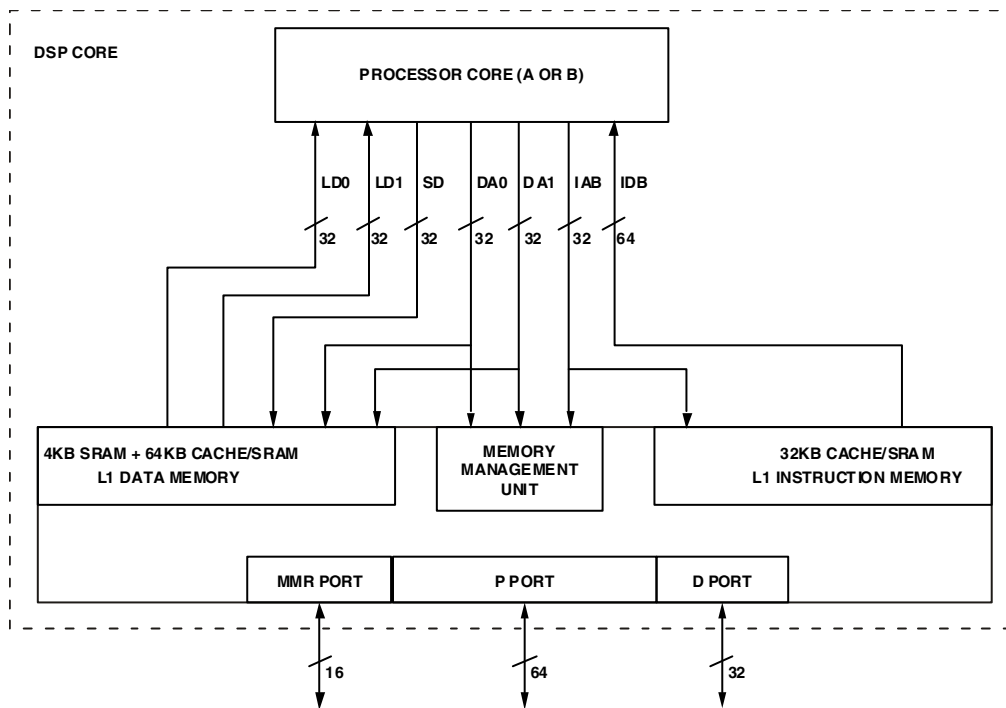 DSP CORE
PROCESSOR CORE (A OR B)
LD0 LD1 SD DA0 DA1 IAB IDB
32 32 32 32 32 32 64
4KB SRAM + 64KB CACHE/SRAM
L1 DATA MEMORY
MEMORY
MANAGEMENT
UNIT
32KB CACHE/SRAM
L1 INSTRUCTION MEMORY
MMR PORT P PORT D PORT
16 64 32